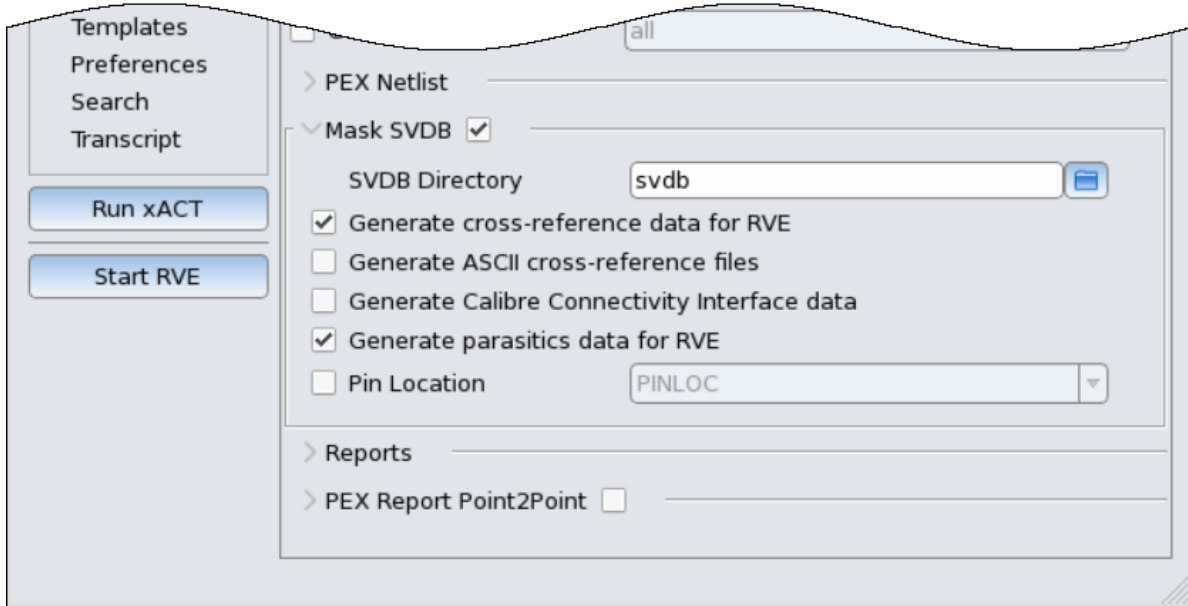 Templates
Preferences
Search
Transcript
Run xACT
Start RVE
all
PEX Netlist
Mask SVDB
SVDB Directory svdb
Generate cross-reference data for RVE
Generate ASCII cross-reference files
Generate Calibre Connectivity Interface data
Generate parasitics data for RVE
Pin Location PINLOC
Reports
PEX Report Point2Point